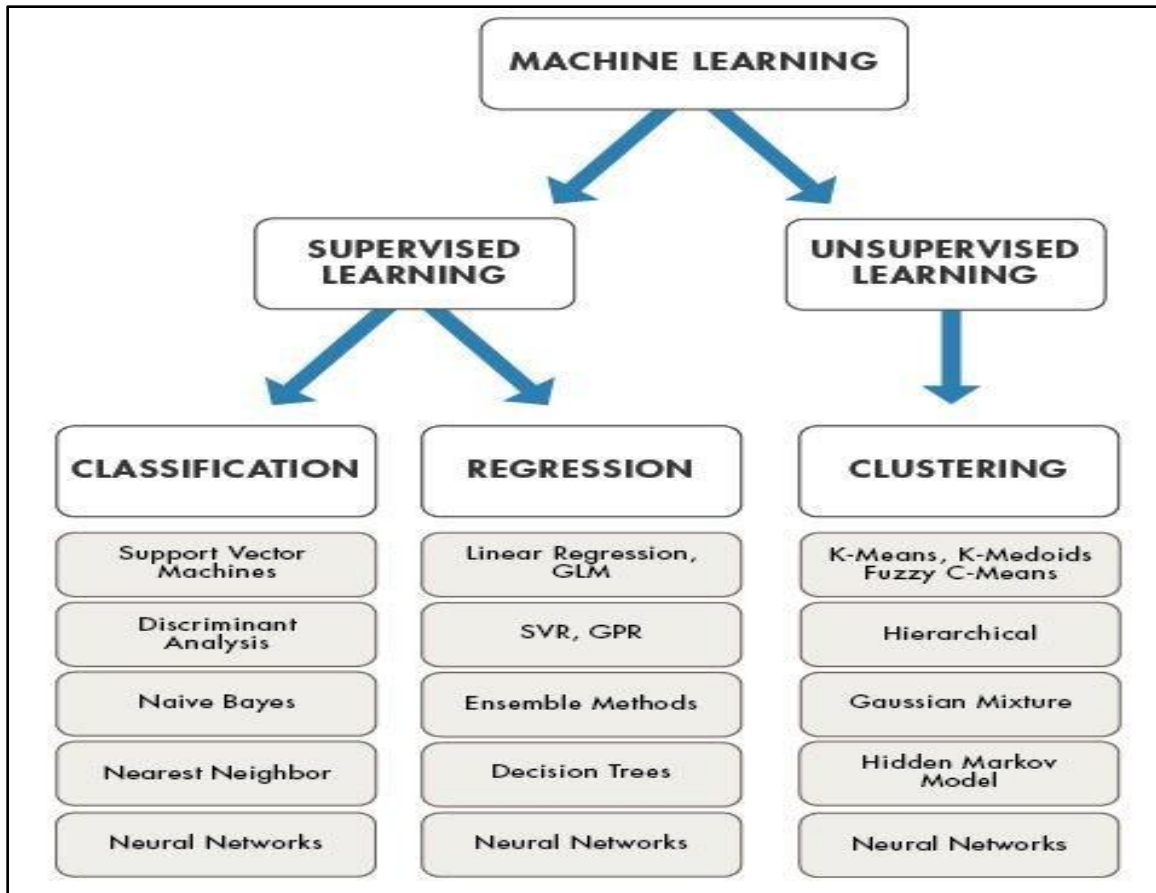 MACHINE LEARNING
SUPERVISED
LEARNING
UNSUPERVISED
LEARNING
CLASSIFICATION
REGRESSION
CLUSTERING
Support Vector
Machines
Linear Regression,
GLM
K-Means, K-Medoids
Fuzzy C-Means
Discriminant
Analysis
SVR, GPR
Hierarchical
Naive Bayes
Ensemble Methods
Gaussian Mixture
Nearest Neighbor
Decision Trees
Hidden Markov
Model
Neural Networks
Neural Networks
Neural Networks